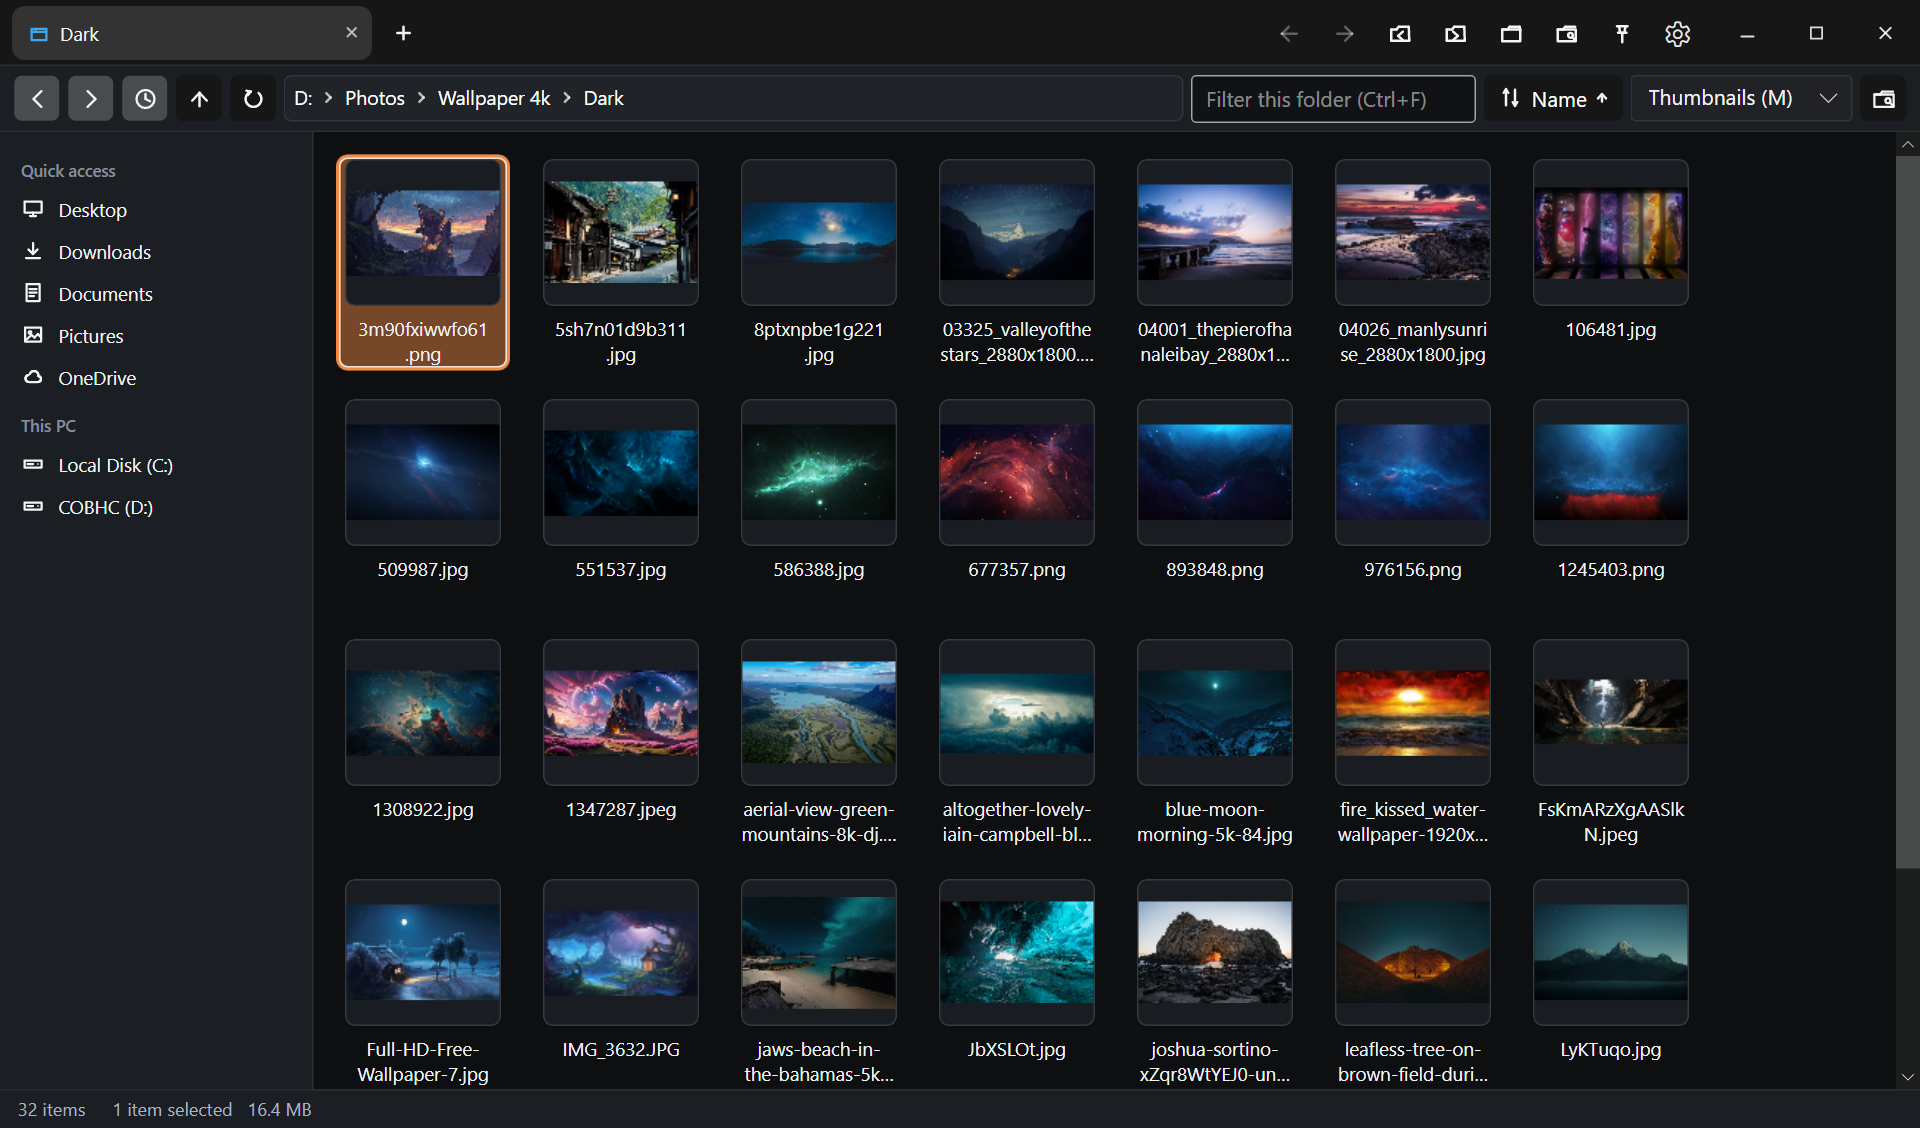 Dark
D: > Photos > Wallpaper 4k > Dark
Filter this folder (Ctrl+F)
Name
Thumbnails (M)
Quick access
Desktop
Downloads
Documents
Pictures
OneDrive
This PC
Local Disk (C:)
COBHC (D:)
3m90fxiwwfo61
.png
5sh7n01d9b311
.jpg
8ptxnpbe1g221
.jpg
03325_valleyofthe
stars_2880x1800....
04001_thepierofha
naleibay_2880x1...
04026_manlysunri
se_2880x1800.jpg
106481.jpg
509987.jpg
551537.jpg
586388.jpg
677357.png
893848.png
976156.png
1245403.png
1308922.jpg
1347287.jpeg
aerial-view-green-
mountains-8k-dj....
altogether-lovely-
iain-campbell-bl...
blue-moon-
morning-5k-84.jpg
fire_kissed_water-
wallpaper-1920x...
FsKmARzXgAASlk
N.jpeg
Full-HD-Free-
Wallpaper-7.jpg
IMG_3632.JPG
jaws-beach-in-
the-bahamas-5k...
JbXSLOt.jpg
joshua-sortino-
xZqr8WtYEJ0-un...
leafless-tree-on-
brown-field-duri...
LyKTuqo.jpg
32 items
1 item selected
16.4 MB